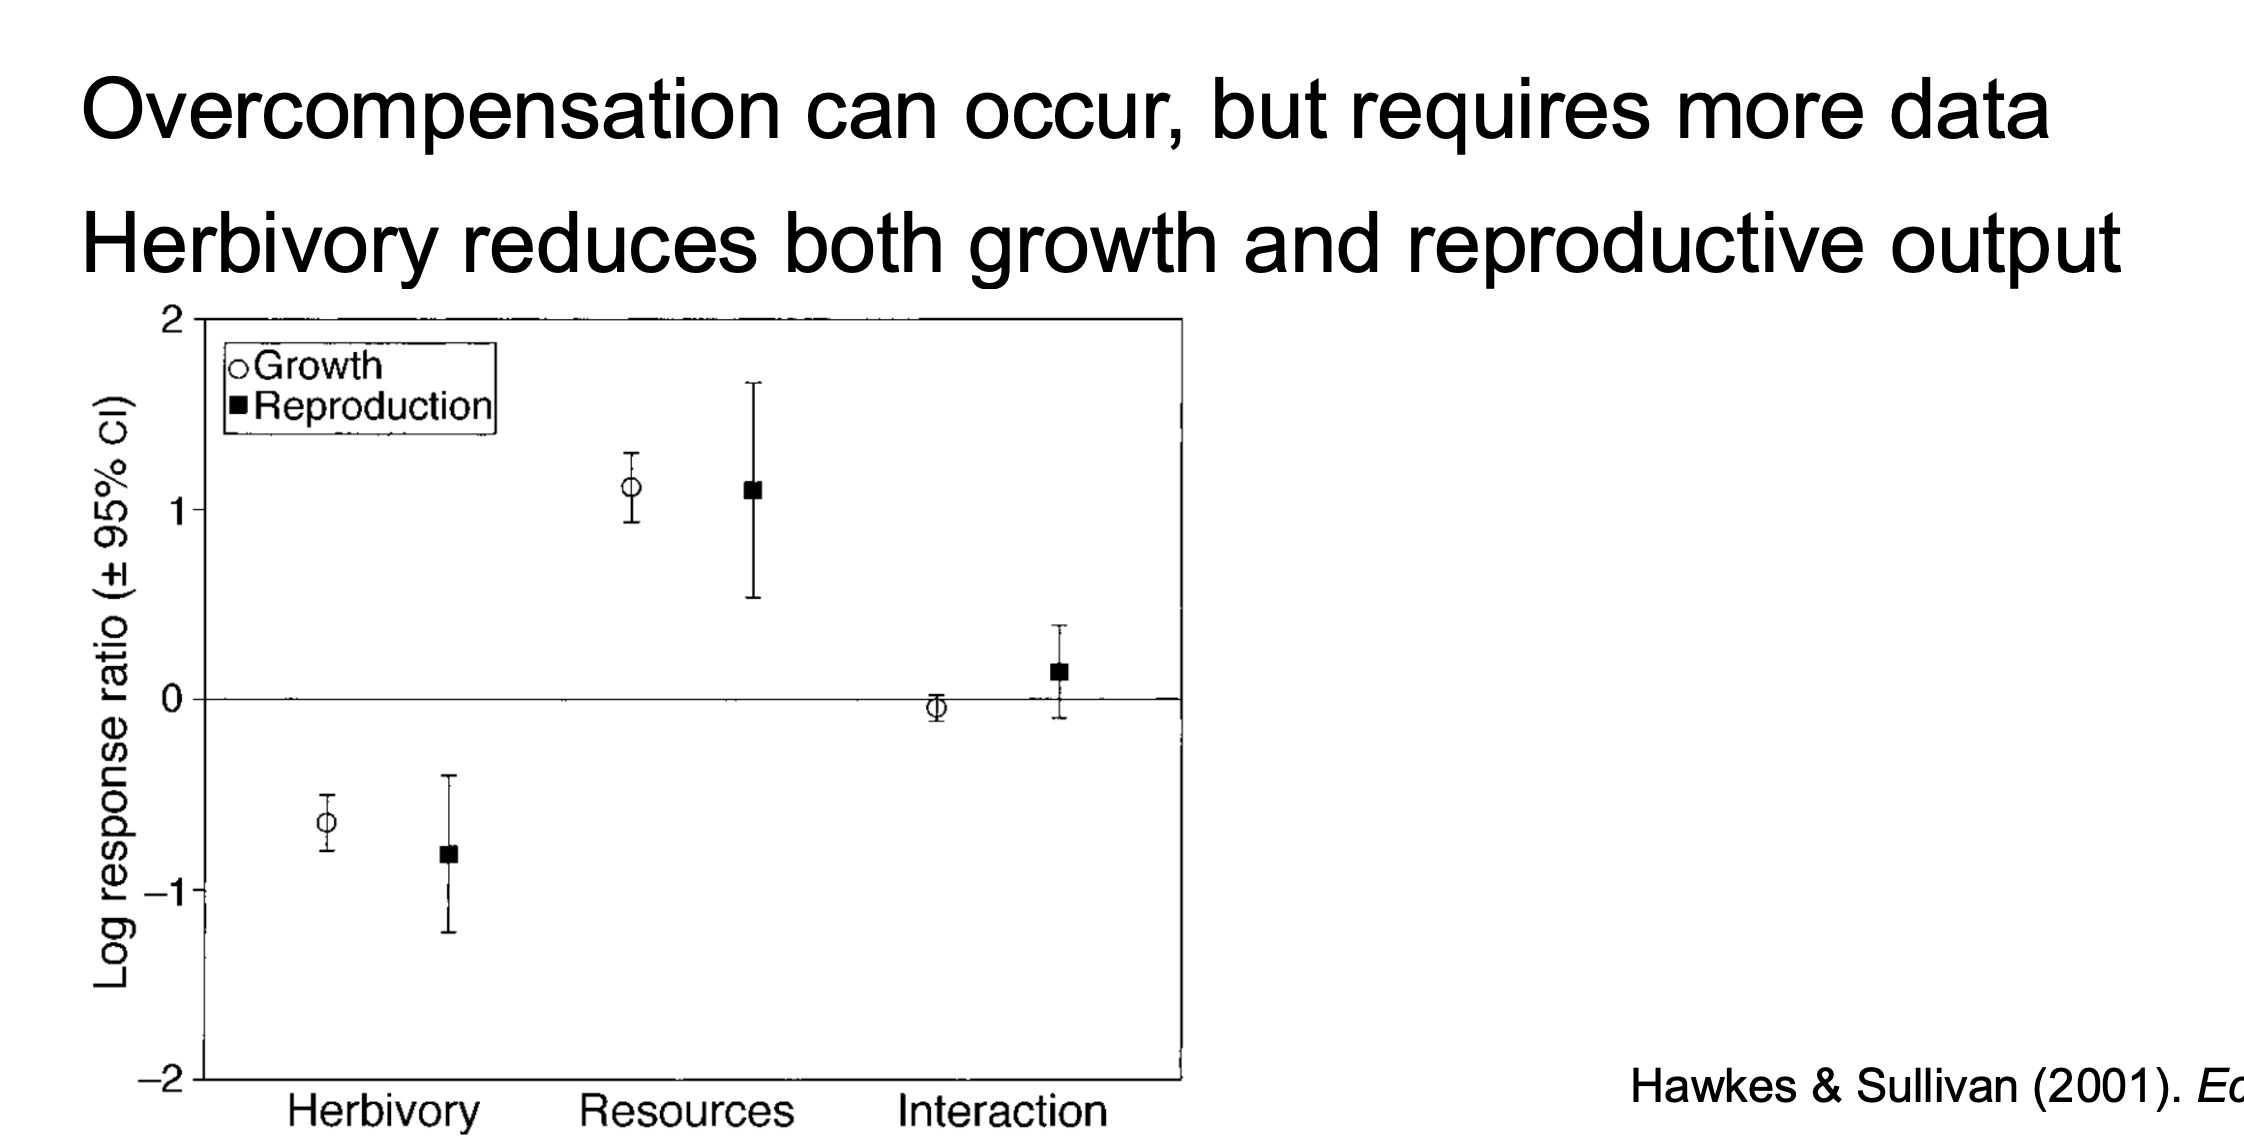 Overcompensation can occur, but requires more data
Herbivory reduces both growth and reproductive output
2
Growth
Reproduction
1
0
–1
–2
Log response ratio (± 95% CI)
Herbivory Resources Interaction
Hawkes & Sullivan (2001).